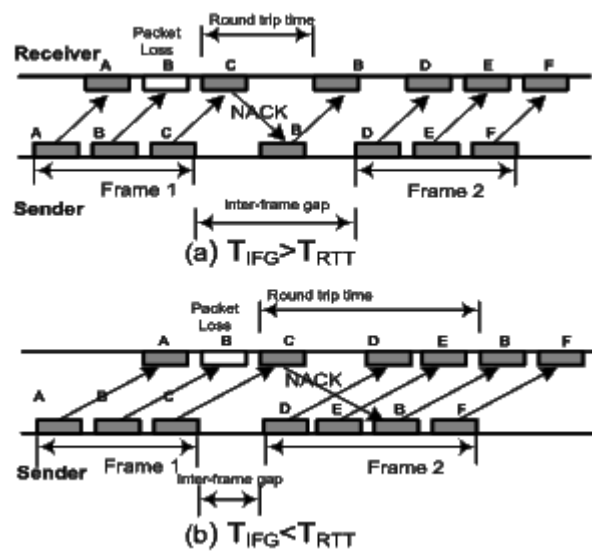 Round trip time
Packet
Loss
Receiver
A B C B D E F
NACK
A B C B D E F
Frame 1 Frame 2
Sender
Inter-frame gap
(a) TIFG>TRTT
Round trip time
Packet
Loss
A B C D E B F
NACK
A B C D E B F
Frame 1 Frame 2
Sender
Inter-frame gap
(b) TIFG<TRTT